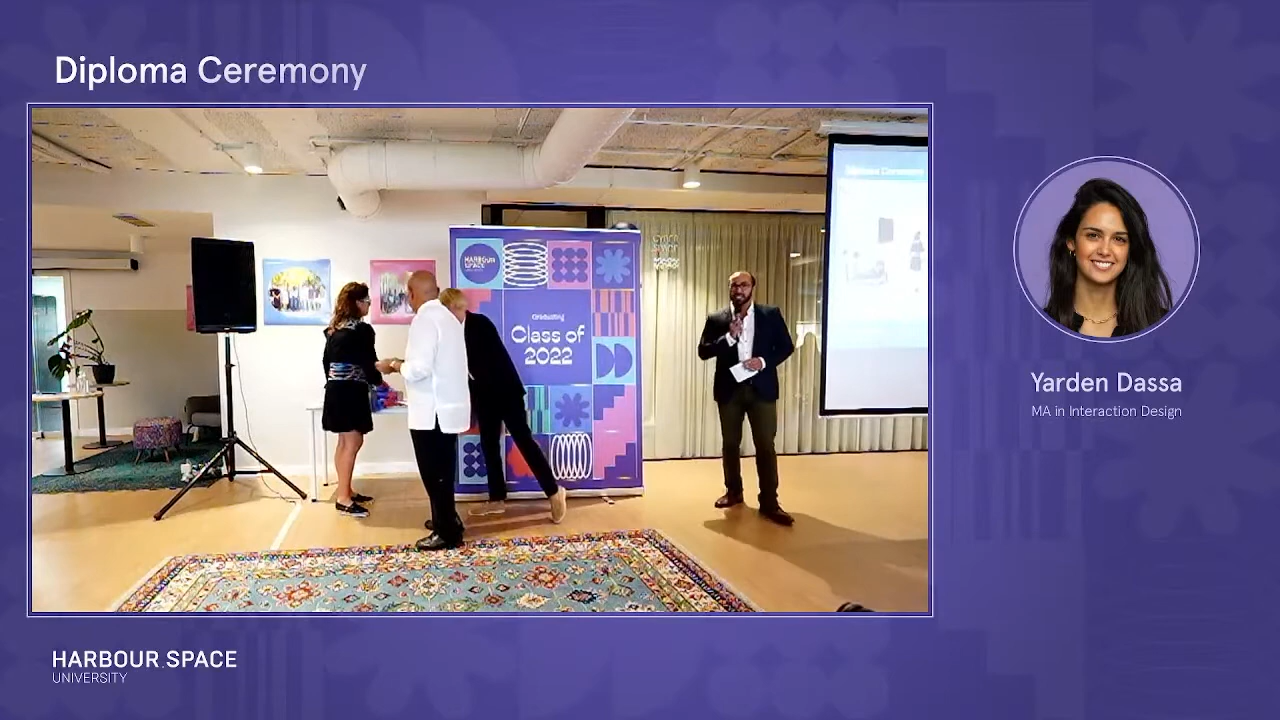 Diploma Ceremony
HARBOUR
SPACE
Graduating
Class of
2022
Yarden Dassa
MA in Interaction Design
HARBOUR.SPACE
UNIVERSITY